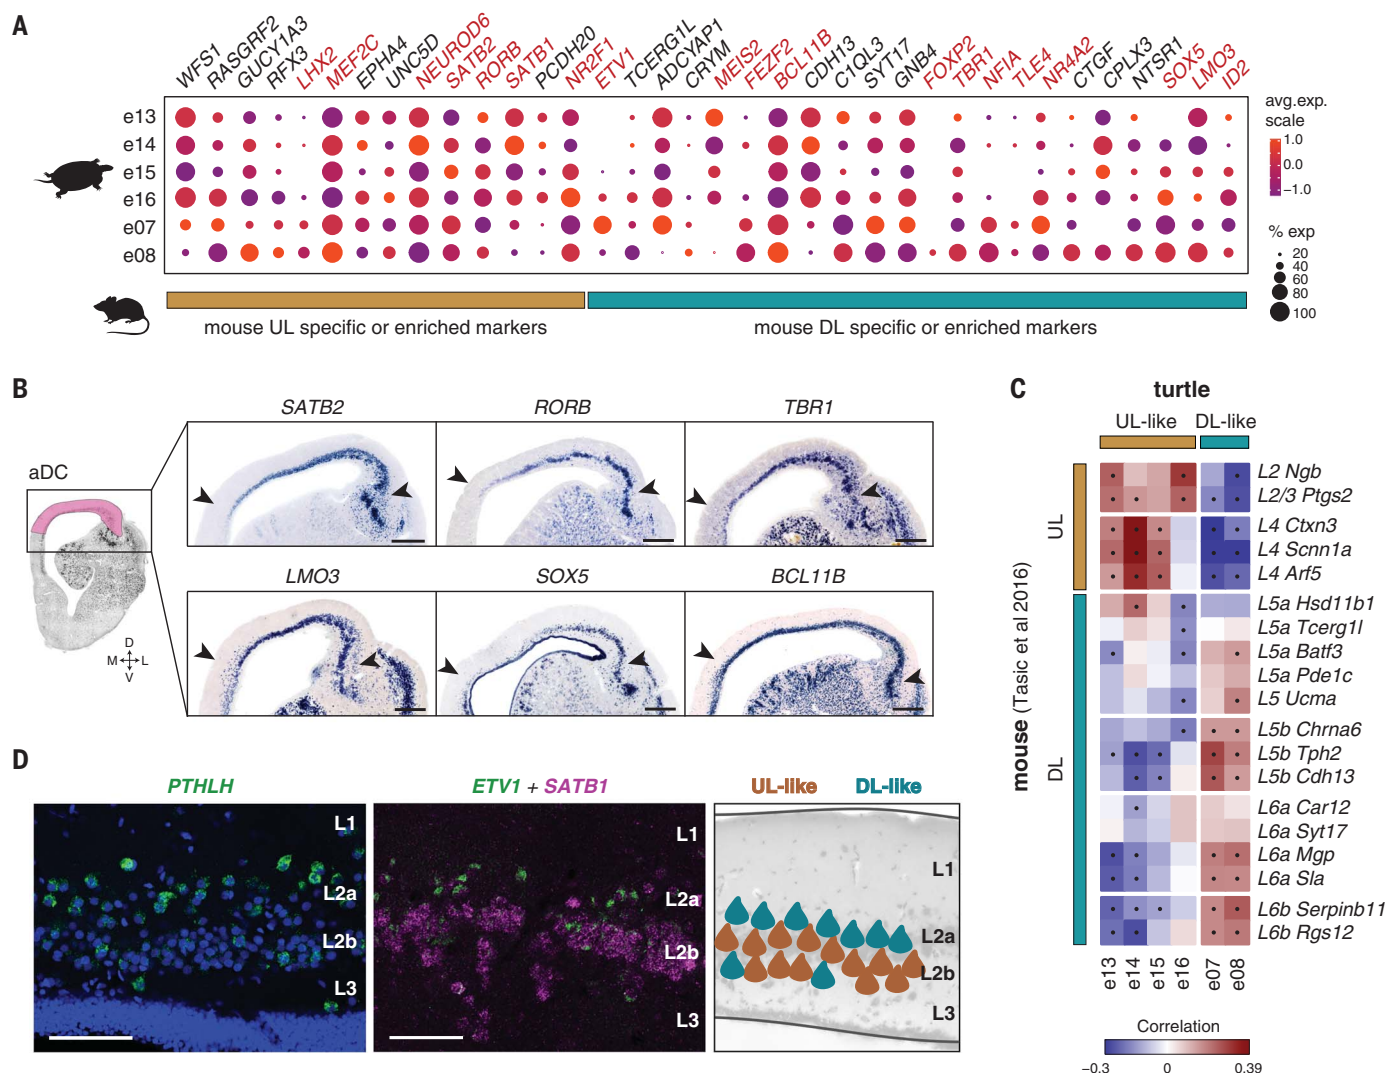 A
WFS1 RASGRF2 GUCY1A3 RFX3 LHX2 MEF2C EPHA4 UNC5D NEUROD6 SATB2 RORB SATB1 PCDH20 NR2F1 ETV1 TCERG1L ADCYAP1 CRYM MEIS2 FEZF2 BCL11B CDH13 C1QL3 SYT17 GNB4 FOXP2 TBR1 NFIA TLE4 NR4A2 CTGF CPLX3 NTSR1 SOX5 LMO3 ID2
e13
e14
e15
e16
e07
e08
avg.exp.
scale
1.0
0.0
−1.0
% exp
20
40
60
80
100
mouse UL specific or enriched markers
mouse DL specific or enriched markers
B
aDC
D
M L
V
SATB2
RORB
TBR1
LMO3
SOX5
BCL11B
C
turtle
UL-like
DL-like
mouse (Tasic et al 2016)
UL
DL
L2 Ngb
L2/3 Ptgs2
L4 Ctxn3
L4 Scnn1a
L4 Arf5
L5a Hsd11b1
L5a Tcerg1l
L5a Batf3
L5a Pde1c
L5 Ucma
L5b Chrna6
L5b Tph2
L5b Cdh13
L6a Car12
L6a Syt17
L6a Mgp
L6a Sla
L6b Serpinb11
L6b Rgs12
e13 e14 e15 e16 e07 e08
Correlation
−0.3 0 0.39
D
PTHLH
L1
L2a
L2b
L3
ETV1 + SATB1
L1
L2a
L2b
L3
UL-like DL-like
L1
L2a
L2b
L3